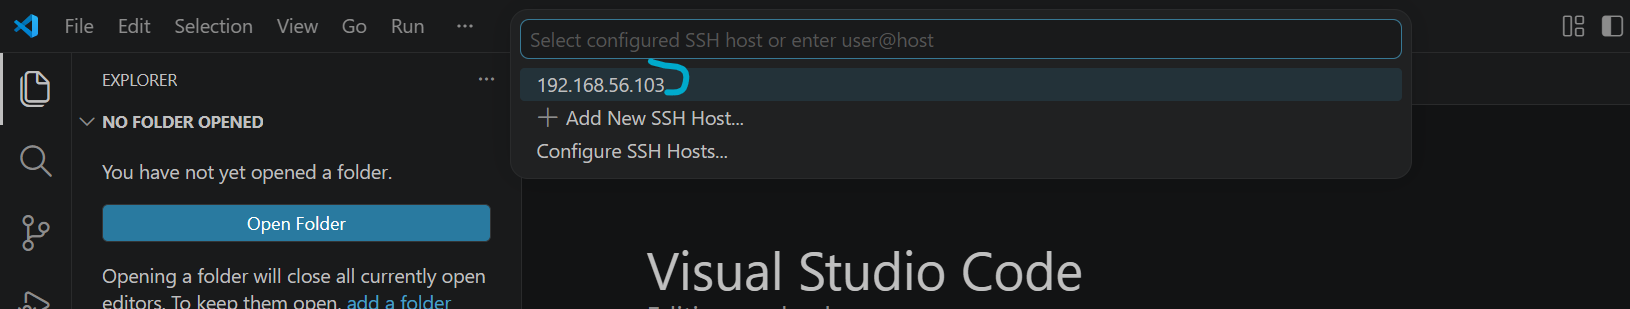 File Edit Selection View Go Run ...
Select configured SSH host or enter user@host
EXPLORER ...
192.168.56.103
NO FOLDER OPENED
Add New SSH Host...
Configure SSH Hosts...
You have not yet opened a folder.
Open Folder
Visual Studio Code
Opening a folder will close all currently open
editors. To keep them open, add a folder